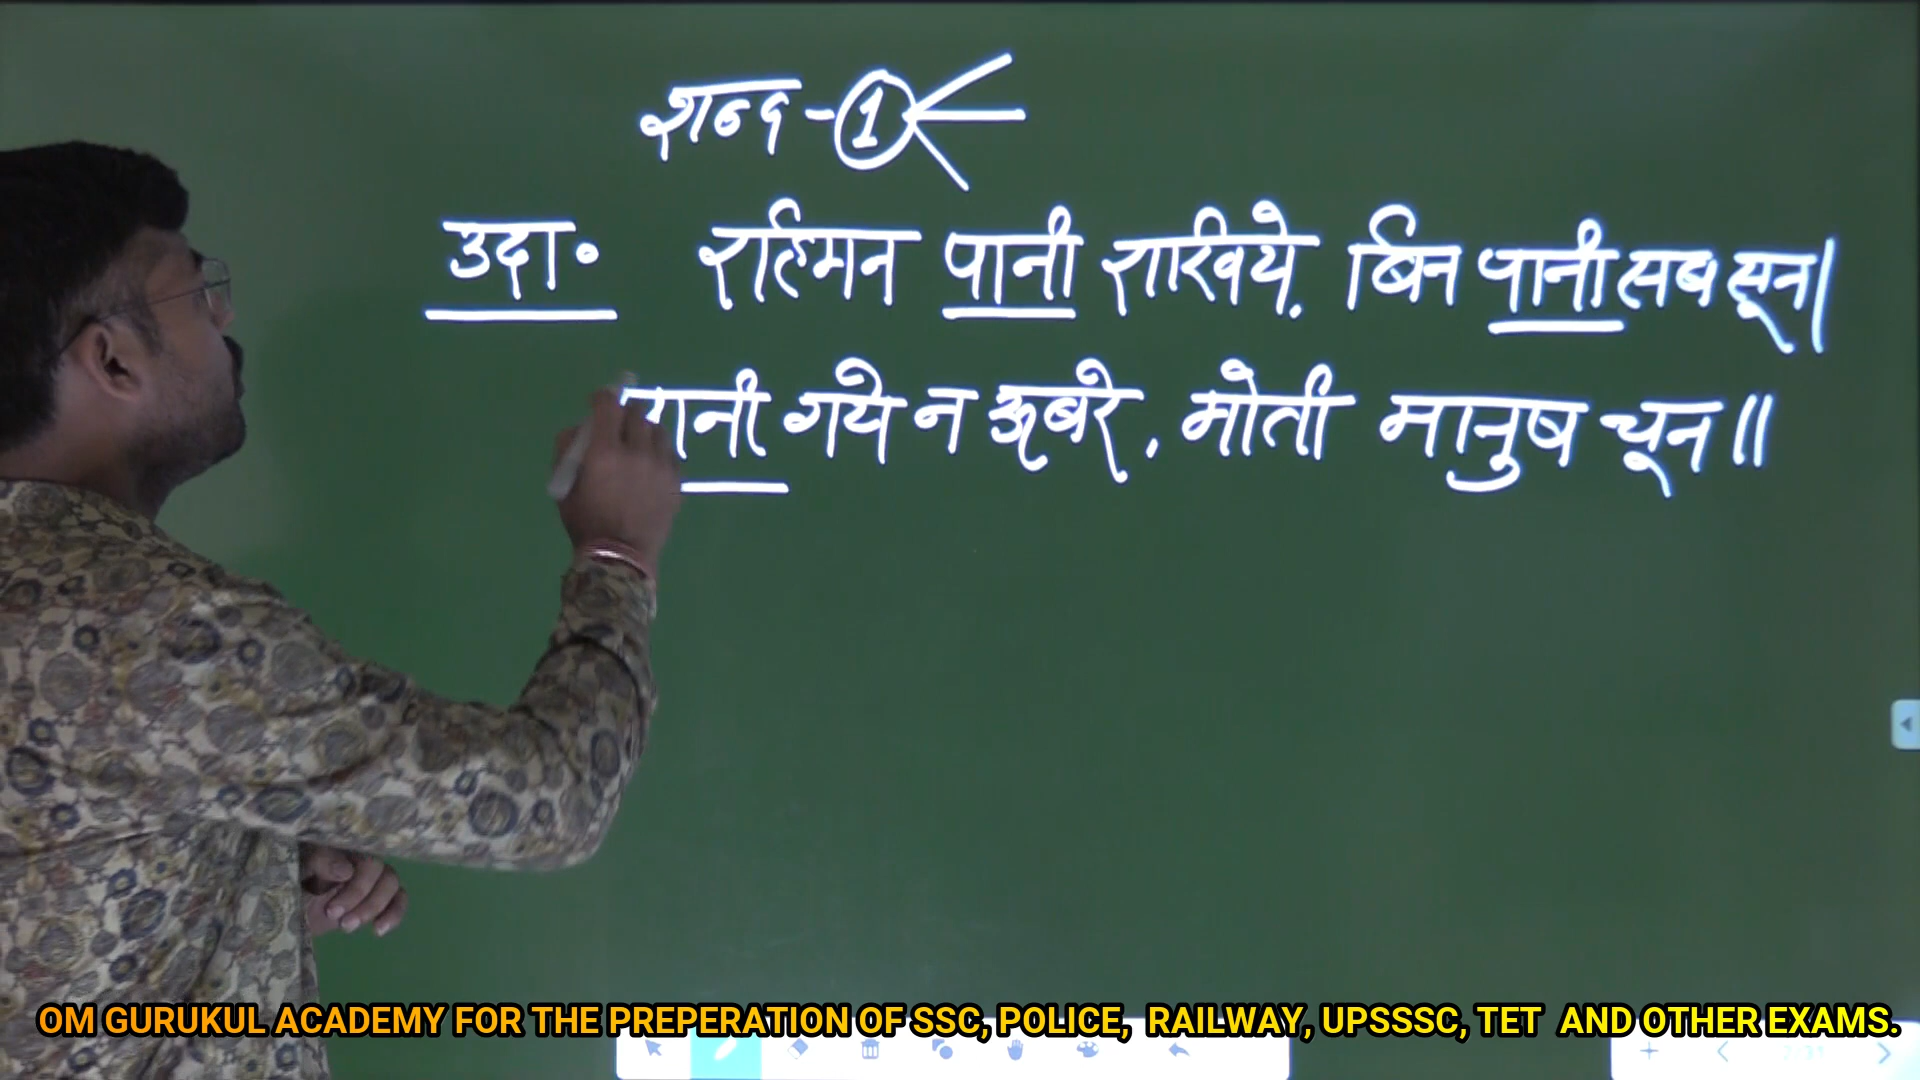 शब्द - 1
उदा॰ रहिमन पानी राखिये, बिन पानी सब सून|
पानी गये न ऊबरे, मोती मानुष चून॥
OM GURUKUL ACADEMY FOR THE PREPERATION OF SSC, POLICE, RAILWAY, UPSSSC, TET AND OTHER EXAMS.